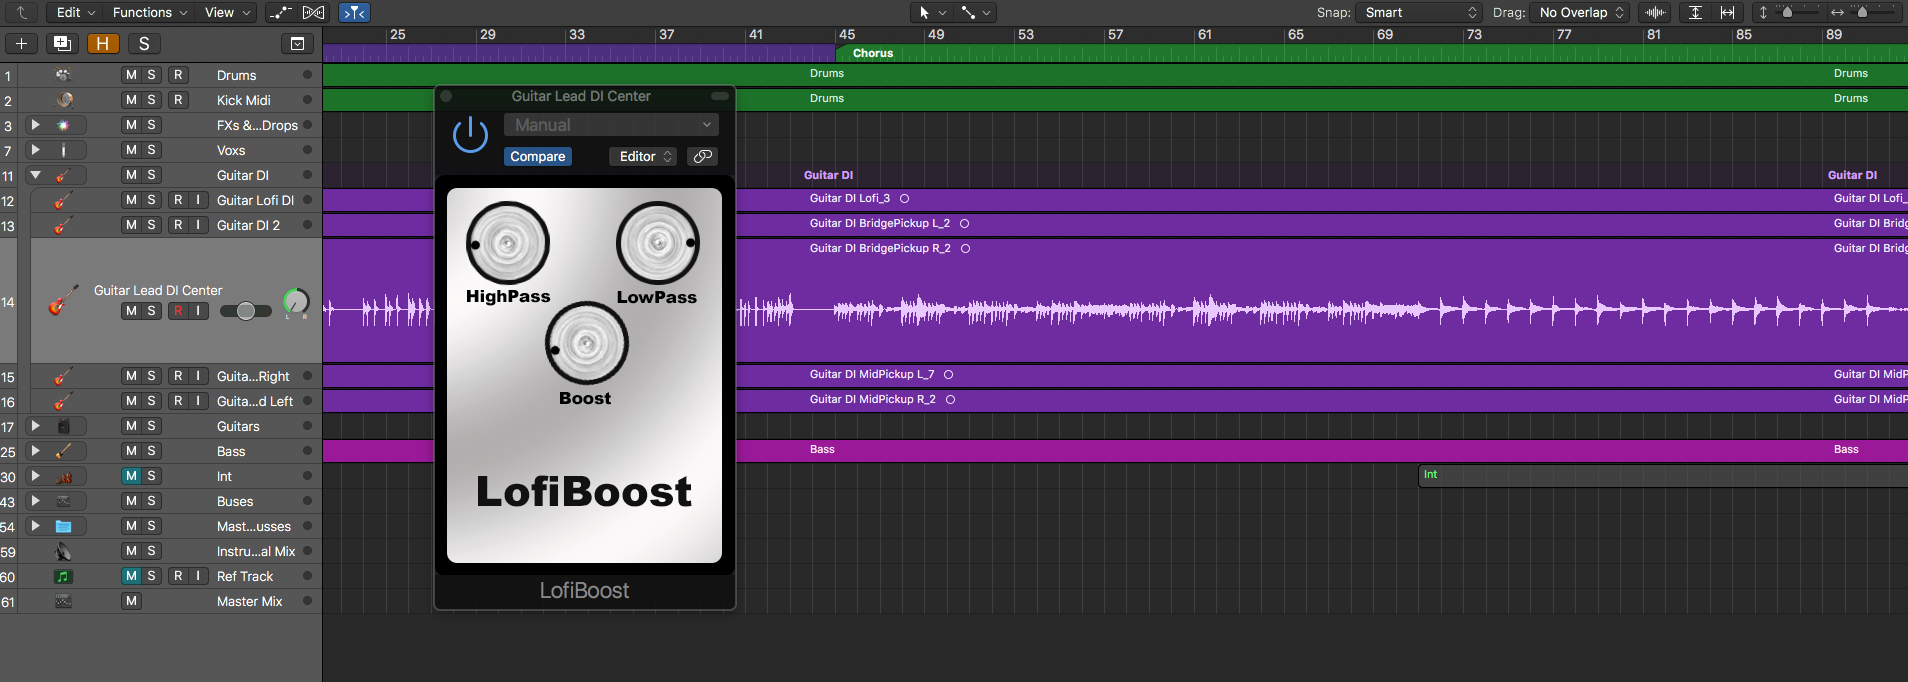 Edit Functions View Snap: Smart Drag: No Overlap
H S 25 29 33 37 41 45 49 53 57 61 65 69 73 77 81 85 89
Chorus
1 M S R Drums Drums Drums
2 M S R Kick Midi Drums Drums
3 M S FXs &...Drops
7 M S Voxs
11 M S Guitar DI Guitar DI Guitar DI
12 M S R I Guitar Lofi DI Guitar DI Lofi_3 Guitar DI Lofi_
13 M S R I Guitar DI 2 Guitar DI BridgePickup L_2 Guitar DI Bridg
Guitar DI BridgePickup R_2 Guitar DI Bridg
14 Guitar Lead DI Center
M S R I L R
15 M S R I Guita...Right Guitar DI MidPickup L_7 Guitar DI MidP
16 M S R I Guita...d Left Guitar DI MidPickup R_2 Guitar DI MidP
17 M S Guitars
25 M S Bass Bass Bass
30 M S Int Int
43 M S Buses
54 M S Mast...usses
59 M S Instru...al Mix
60 M S R I Ref Track
61 M Master Mix
Guitar Lead DI Center
Manual
Compare Editor
HighPass LowPass
Boost
LofiBoost
LofiBoost